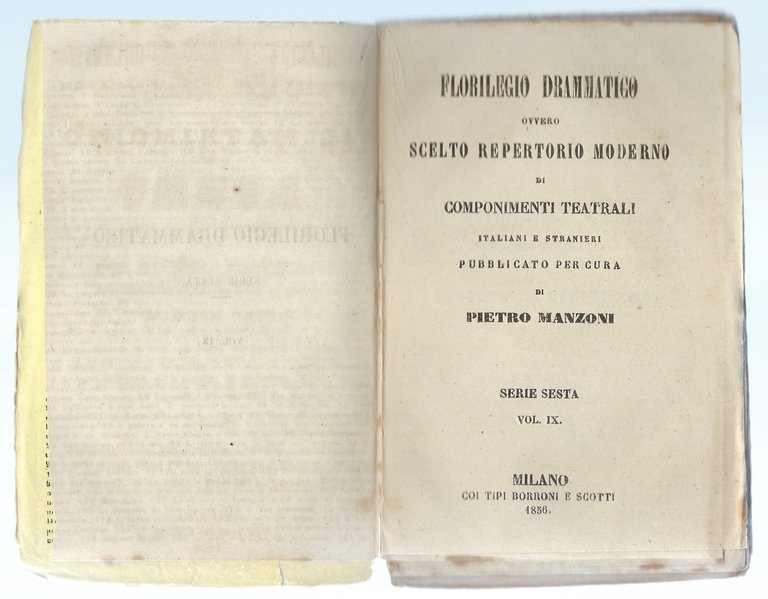 FLORILEGIO DRAMMATICO
OVVERO
SCELTO REPERTORIO MODERNO
DI
COMPONIMENTI TEATRALI
ITALIANI E STRANIERI
PUBBLICATO PER CURA
DI
PIETRO MANZONI
SERIE SESTA
VOL. IX.
MILANO
COI TIPI BORRONI E SCOTTI
1856.